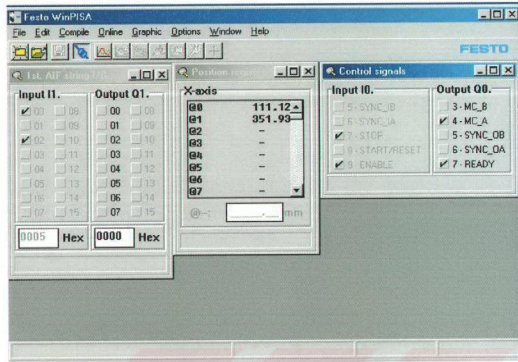 Festo WinPISA
File Edit Compile Online Graphic Options Window Help
FESTO
Input I1. Output Q1.
00 08 00 08
01 09 01 09
02 10 02 10
03 11 03 11
04 12 04 12
05 13 05 13
06 14 06 14
07 15 07 15
0005 Hex 0000 Hex
Position
X-axis
@0 111.12
@1 351.93
@2 -
@3 -
@4 -
@5 -
@6 -
@7 -
@-: mm
Control signals
Input I0. Output Q0.
5 - SYNC_IB 3 - MC_B
6 - SYNC_IA 4 - MC_A
7 - STOP 5 - SYNC_OB
8 - START/RESET 6 - SYNC_OA
9 - ENABLE 7 - READY